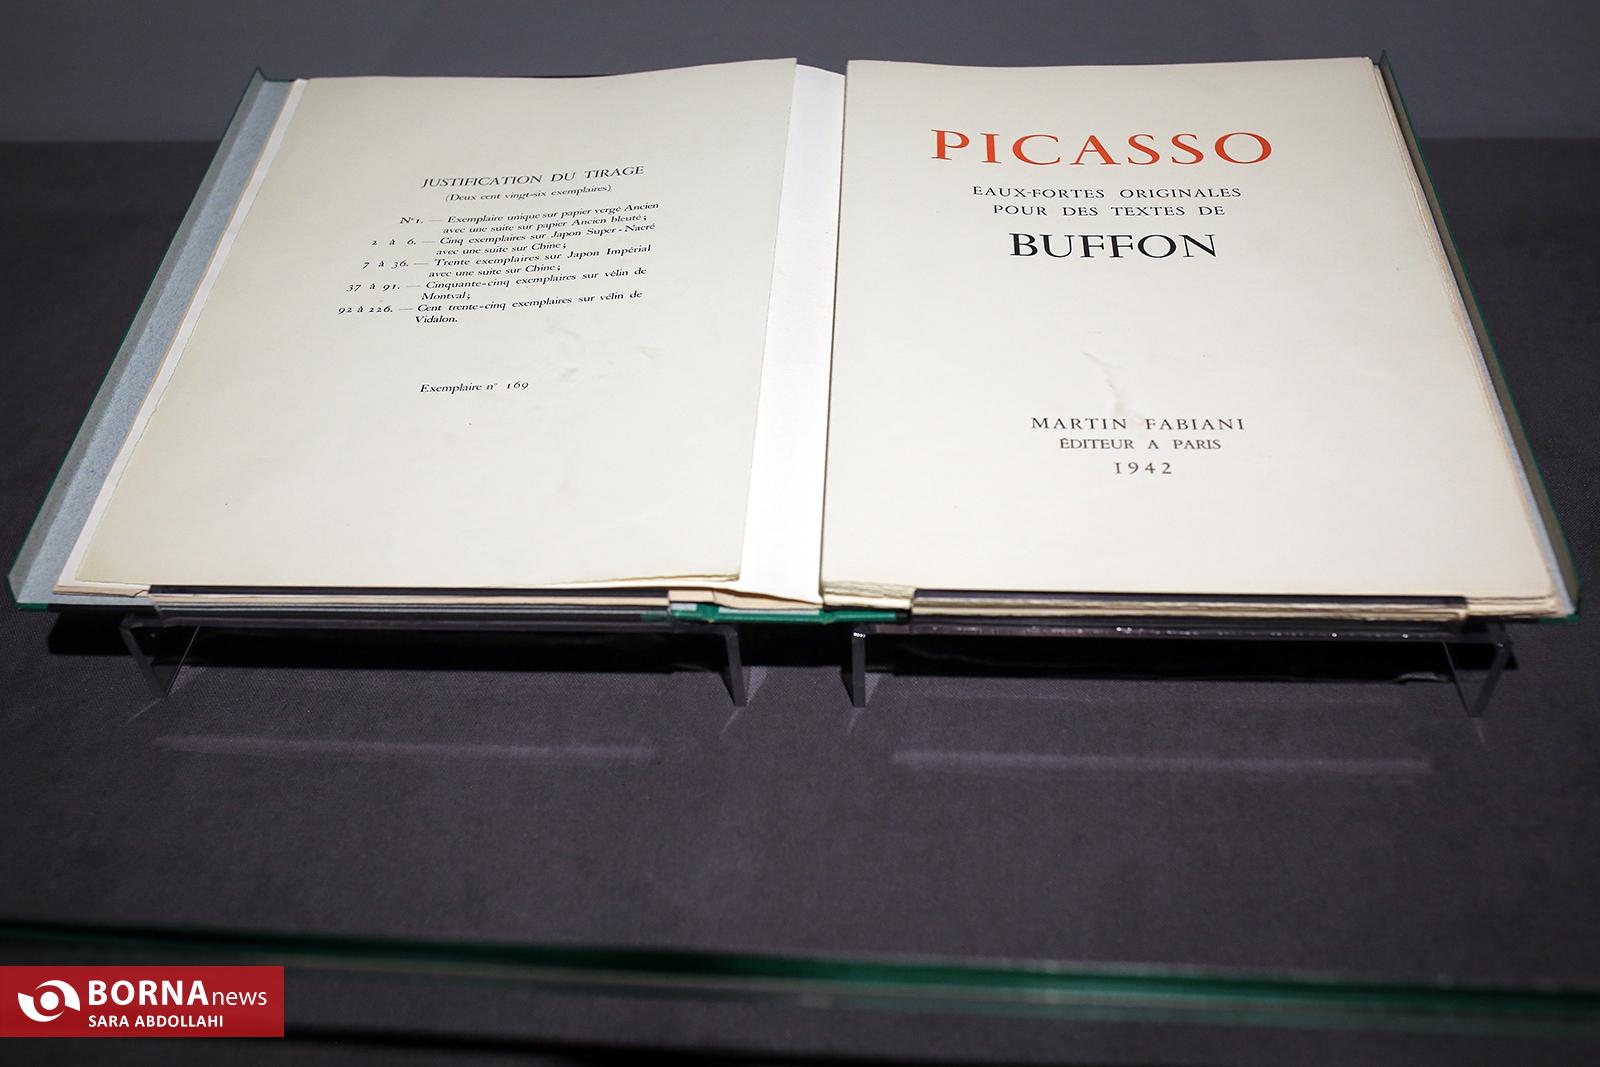 JUSTIFICATION DU TIRAGE
(Deux cent vingt-six exemplaires)
N° 1. — Exemplaire unique sur papier vergé Ancien
avec une suite sur papier Ancien bleuté ;
2 à 6. — Cinq exemplaires sur Japon Super-Nacré
avec une suite sur Chine ;
7 à 36. — Trente exemplaires sur Japon Impérial
avec une suite sur Chine ;
37 à 91. — Cinquante-cinq exemplaires sur vélin de
Montval ;
92 à 226. — Cent trente-cinq exemplaires sur vélin de
Vidalon.
Exemplaire n° 169
PICASSO
EAUX-FORTES ORIGINALES
POUR DES TEXTES DE
BUFFON
MARTIN FABIANI
ÉDITEUR A PARIS
1942
BORNA news
SARA ABDOLLAHI